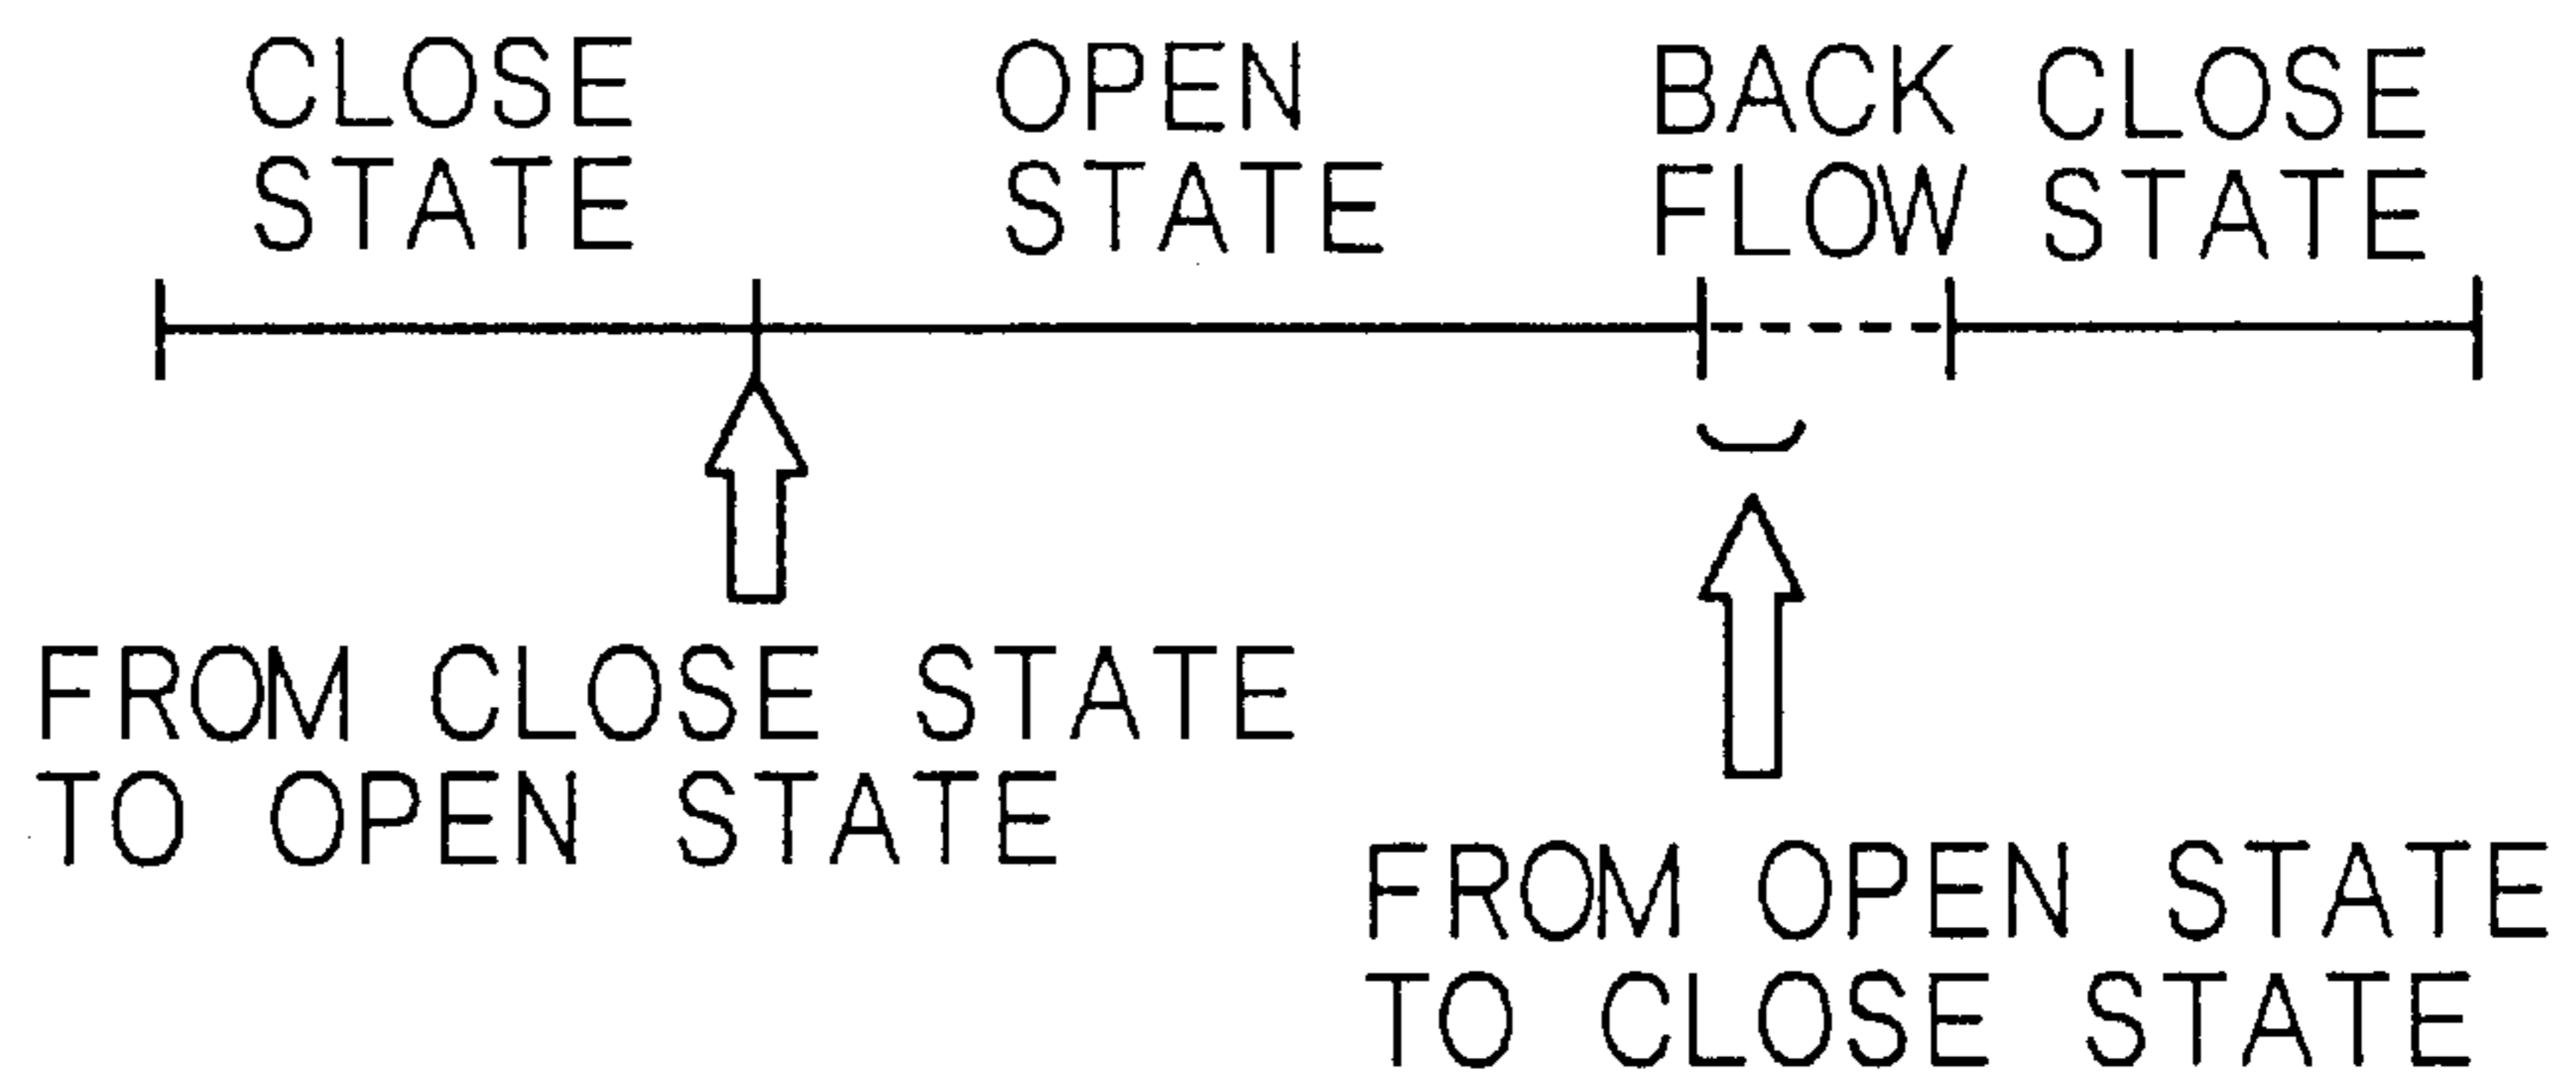 CLOSE
STATE
OPEN
STATE
BACK
FLOW
CLOSE
STATE
FROM CLOSE STATE
TO OPEN STATE
FROM OPEN STATE
TO CLOSE STATE